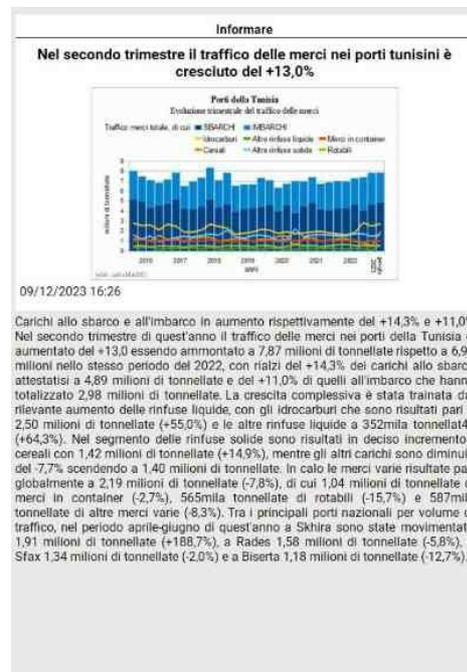 Informare
Nel secondo trimestre il traffico delle merci nei porti tunisini è
cresciuto del +13,0%
Porti della Tunisia
Evoluzione trimestrale del traffico delle merci
Traffico merci totale, di cui SBARCHI IMBARCHI
Idrocarburi Altre rinfuse liquide Merci in container
Cereali Altre rinfuse solide Rotabili
milioni di tonnellate
9
8
7
6
5
4
3
2
1
0
2016 2017 2018 2019 2020 2021 2022
anni
09/12/2023 16:26
Carichi allo sbarco e all'imbarco in aumento rispettivamente del +14,3% e +11,0%
Nel secondo trimestre di quest'anno il traffico delle merci nei porti della Tunisia
aumentato del +13,0 essendo ammontato a 7,87 milioni di tonnellate rispetto a 6,9
milioni nello stesso periodo del 2022, con rialzi del +14,3% dei carichi allo sbarc
attestatisi a 4,89 milioni di tonnellate e del +11,0% di quelli all'imbarco che hann
totalizzato 2,98 milioni di tonnellate. La crescita complessiva è stata trainata da
rilevante aumento delle rinfuse liquide, con gli idrocarburi che sono risultati pari
2,50 milioni di tonnellate (+55,0%) e le altre rinfuse liquide a 352mila tonnellat4
(+64,3%). Nel segmento delle rinfuse solide sono risultati in deciso incremento
cereali con 1,42 milioni di tonnellate (+14,9%), mentre gli altri carichi sono diminui
del -7,7% scendendo a 1,40 milioni di tonnellate. In calo le merci varie risultate pa
globalmente a 2,19 milioni di tonnellate (-7,8%), di cui 1,04 milioni di tonnellate d
merci in container (-2,7%), 565mila tonnellate di rotabili (-15,7%) e 587mil
tonnellate di altre merci varie (-8,3%). Tra i principali porti nazionali per volume d
traffico, nel periodo aprile-giugno di quest'anno a Skhira sono state movimentat
1,91 milioni di tonnellate (+188,7%), a Rades 1,58 milioni di tonnellate (-5,8%),
Sfax 1,34 milioni di tonnellate (-2,0%) e a Biserta 1,18 milioni di tonnellate (-12,7%)